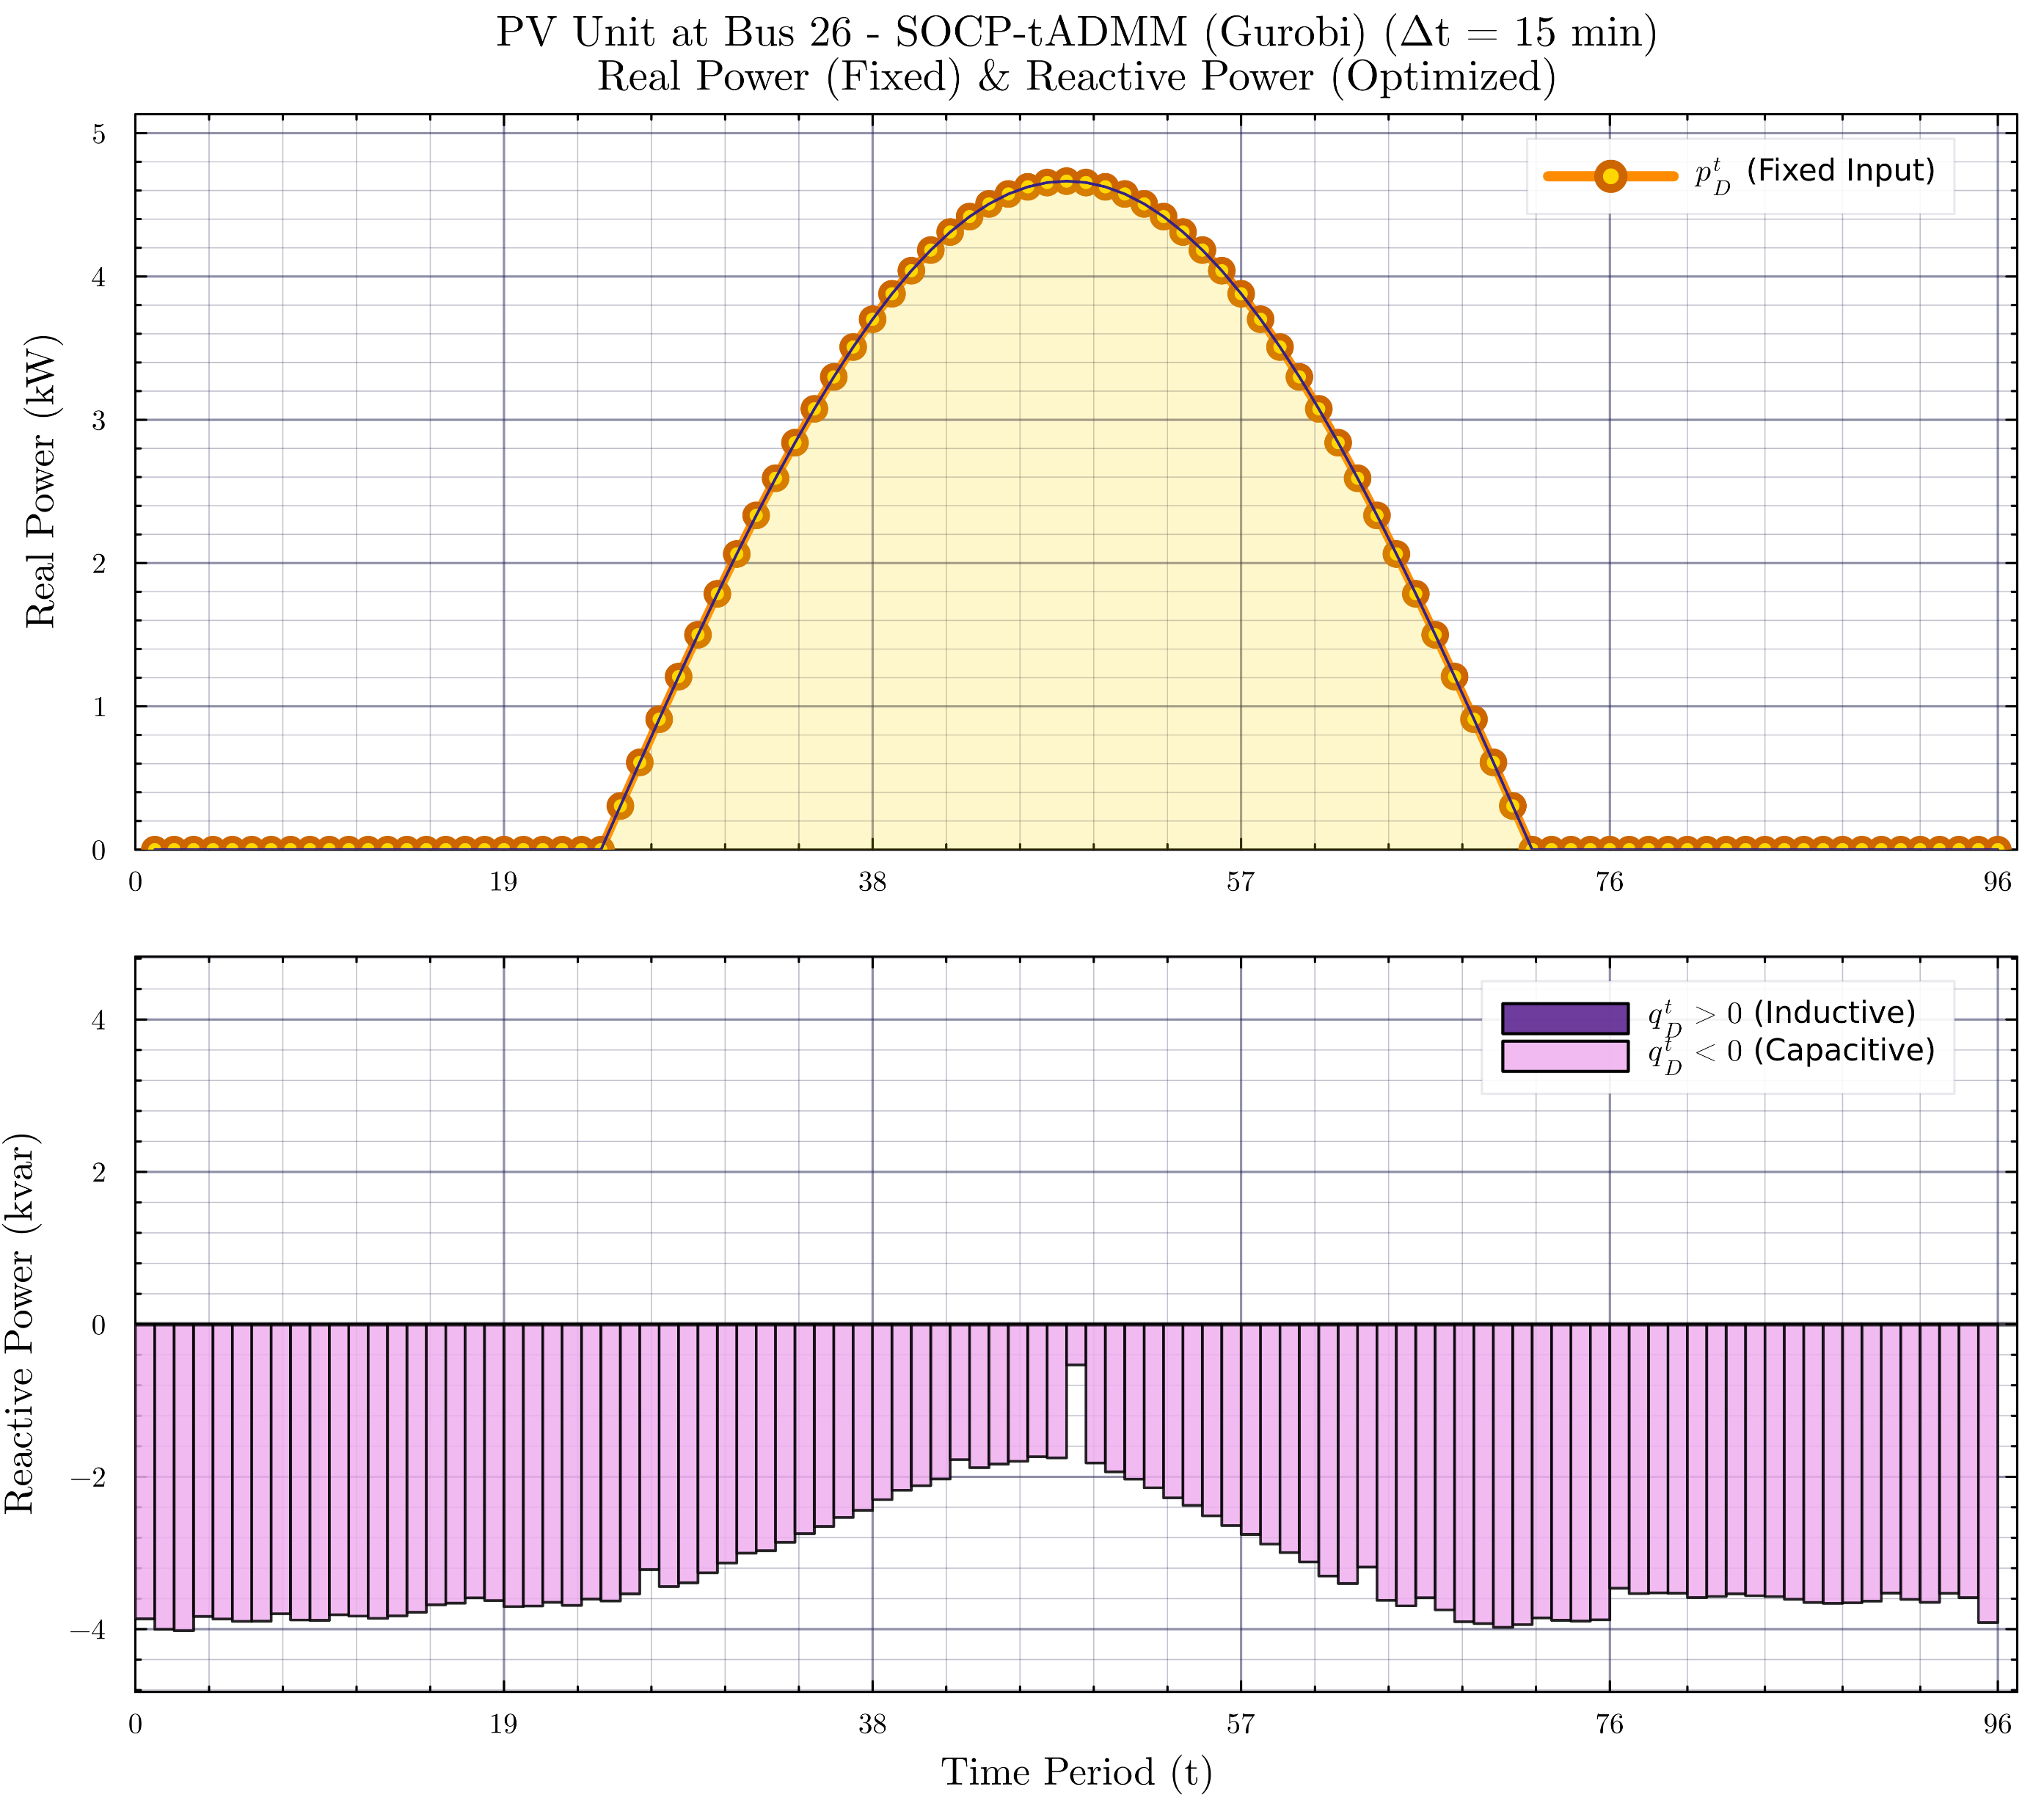 PV Unit at Bus 26 - SOCP-tADMM (Gurobi) (Δt = 15 min)
Real Power (Fixed) & Reactive Power (Optimized)
Real Power (kW)
5
4
3
2
1
0
p_D^t (Fixed Input)
0 19 38 57 76 96
Reactive Power (kvar)
4
2
0
−2
−4
q_D^t > 0 (Inductive)
q_D^t < 0 (Capacitive)
0 19 38 57 76 96
Time Period (t)